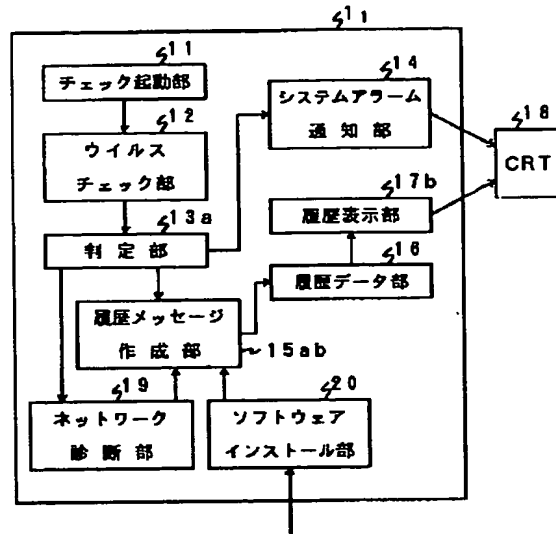 11
11
チェック起動部
12
ウイルス
チェック部
13a
判定部
14
システムアラーム
通知部
18
CRT
17b
履歴表示部
16
履歴データ部
履歴メッセージ
作成部
15ab
19
ネットワーク
診断部
20
ソフトウェア
インストール部